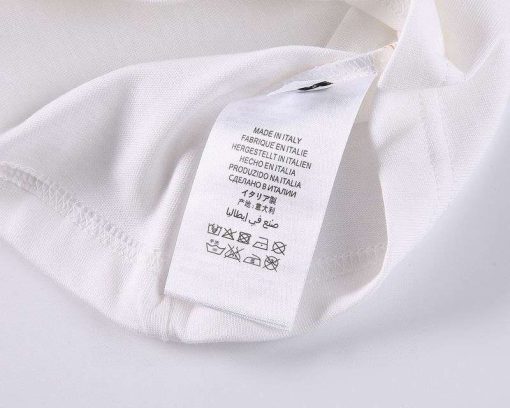 MADE IN ITALY
FABRIQUE EN ITALIE
HERGESTELLT IN ITALIEN
HECHO EN ITALIA
PRODUZIDO NA ITALIA
СДЕЛАНО В ИТАЛИИ
イタリア製
产地:意大利
صنع في إيطاليا